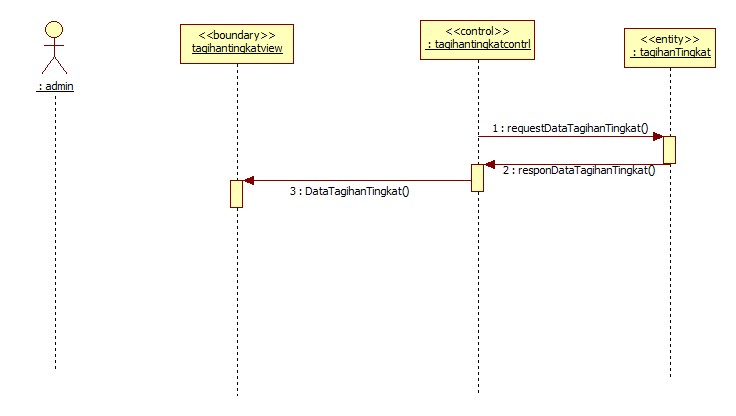 <<boundary>>
tagihantingkatview
<<control>>
: tagihantingkatcontrl
<<entity>>
: tagihanTingkat
: admin
1 : requestDataTagihanTingkat()
2 : responDataTagihanTingkat()
3 : DataTagihanTingkat()